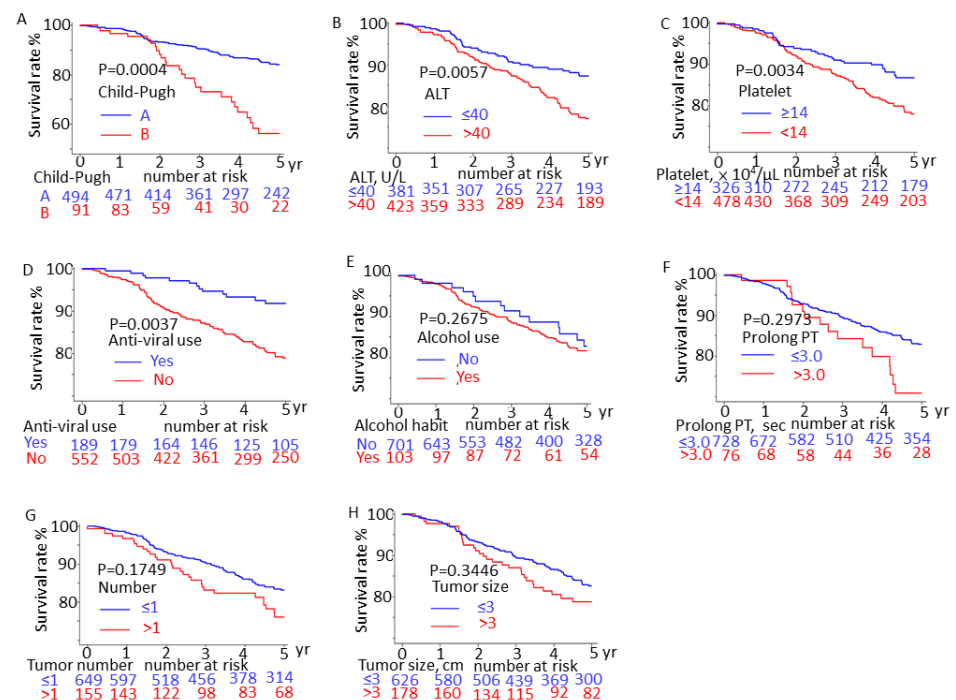 A
100
80
60
Survival rate %
P=0.0004
Child-Pugh
A
B
0 1 2 3 4 5 yr
Child-Pugh number at risk
A 494 471 414 361 297 242
B 91 83 59 41 30 22
B
100
90
80
Survival rate %
P=0.0057
ALT
≤40
>40
0 1 2 3 4 5 yr
ALT, U/L number at risk
≤40 381 351 307 265 227 193
>40 423 359 333 289 234 189
C
100
90
80
Survival rate %
P=0.0034
Platelet
≥14
<14
0 1 2 3 4 5 yr
Platelet, × 10⁴/μL number at risk
≥14 326 310 272 245 212 179
<14 478 430 368 309 249 203
D
100
90
80
Survival rate %
P=0.0037
Anti-viral use
Yes
No
0 1 2 3 4 5 yr
Anti-viral use number at risk
Yes 189 179 164 146 125 105
No 552 503 422 361 299 250
E
100
90
80
Survival rate %
P=0.2675
Alcohol use
No
Yes
0 1 2 3 4 5 yr
Alcohol habit number at risk
No 701 643 553 482 400 328
Yes 103 97 87 72 61 54
F
100
90
80
Survival rate %
P=0.2973
Prolong PT
≤3.0
>3.0
0 1 2 3 4 5 yr
Prolong PT, sec number at risk
≤3.0 728 672 582 510 425 354
>3.0 76 68 58 44 36 28
G
100
90
80
Survival rate %
P=0.1749
Number
≤1
>1
0 1 2 3 4 5 yr
Tumor number number at risk
≤1 649 597 518 456 378 314
>1 155 143 122 98 83 68
H
100
90
80
Survival rate %
P=0.3446
Tumor size
≤3
>3
0 1 2 3 4 5 yr
Tumor size, cm number at risk
≤3 626 580 506 439 369 300
>3 178 160 134 115 92 82